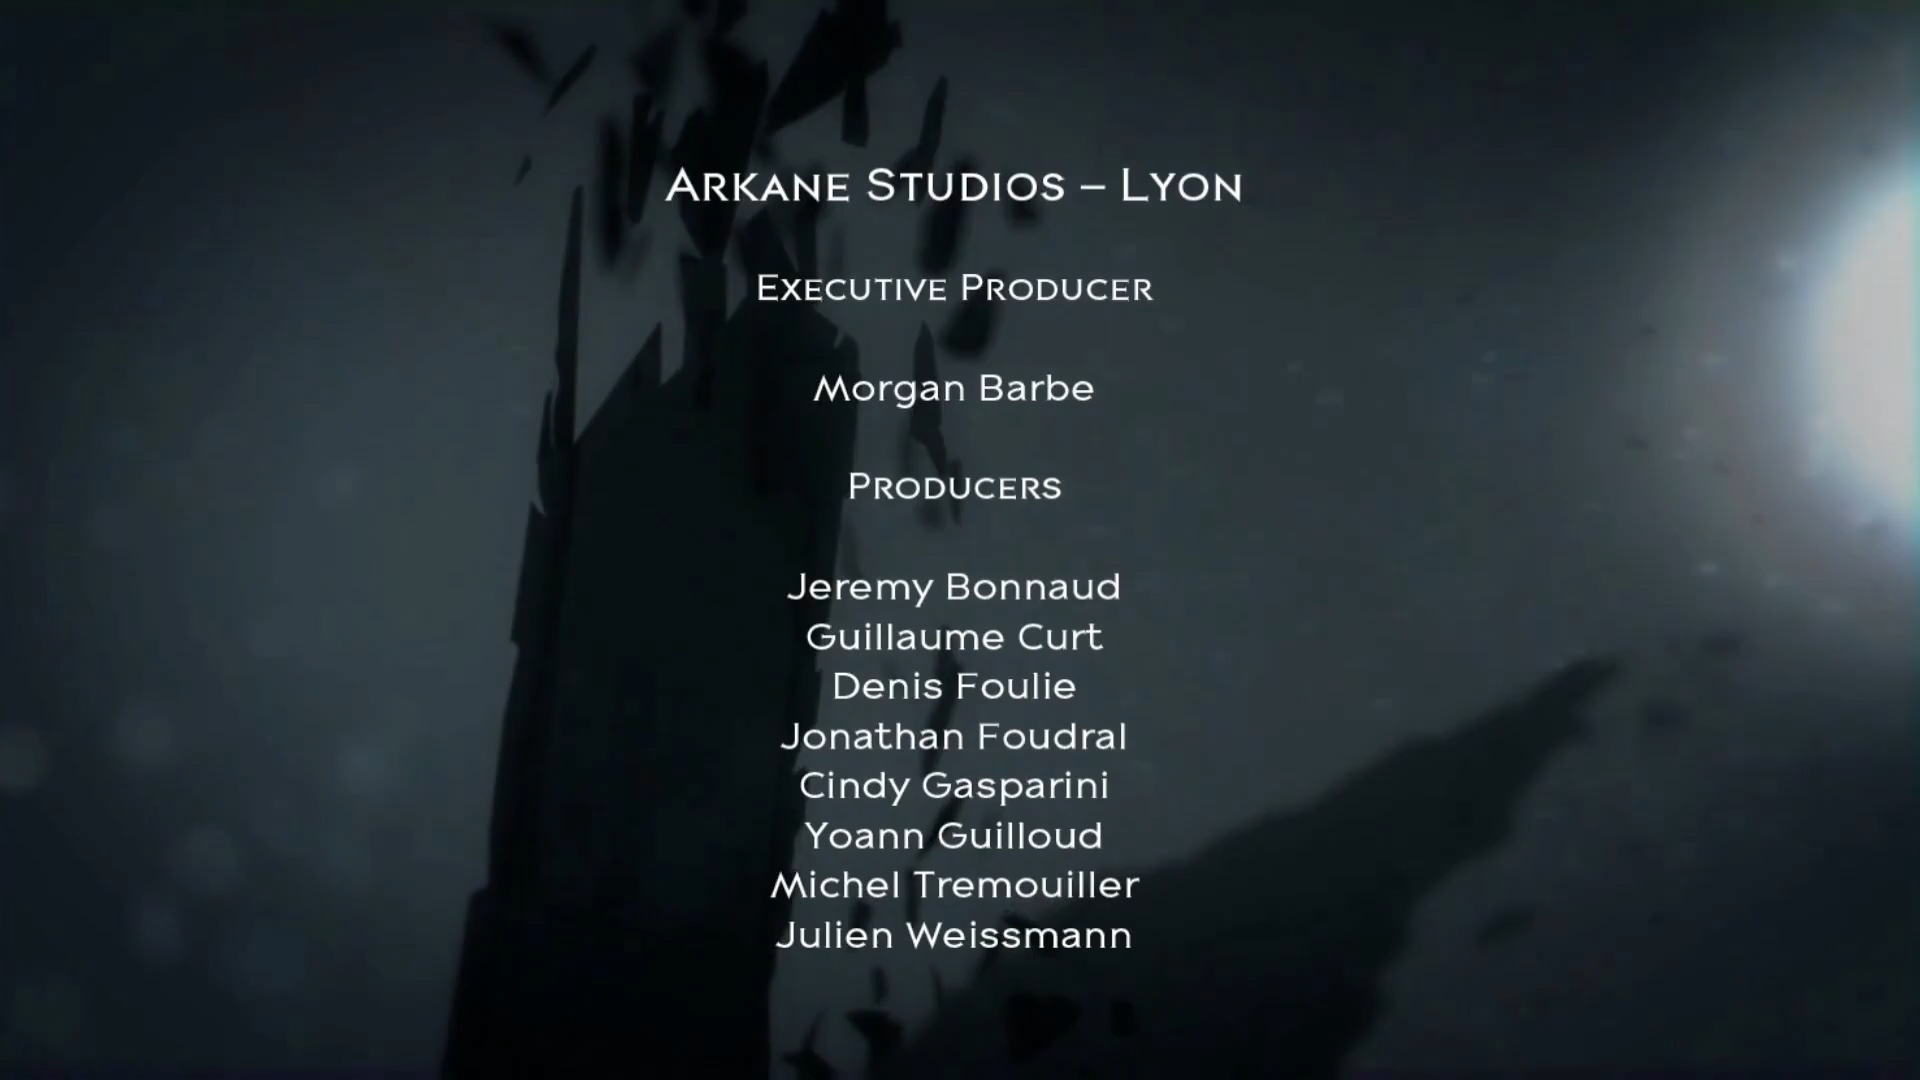 Arkane Studios – Lyon
Executive Producer
Morgan Barbe
Producers
Jeremy Bonnaud
Guillaume Curt
Denis Foulie
Jonathan Foudral
Cindy Gasparini
Yoann Guilloud
Michel Tremouiller
Julien Weissmann